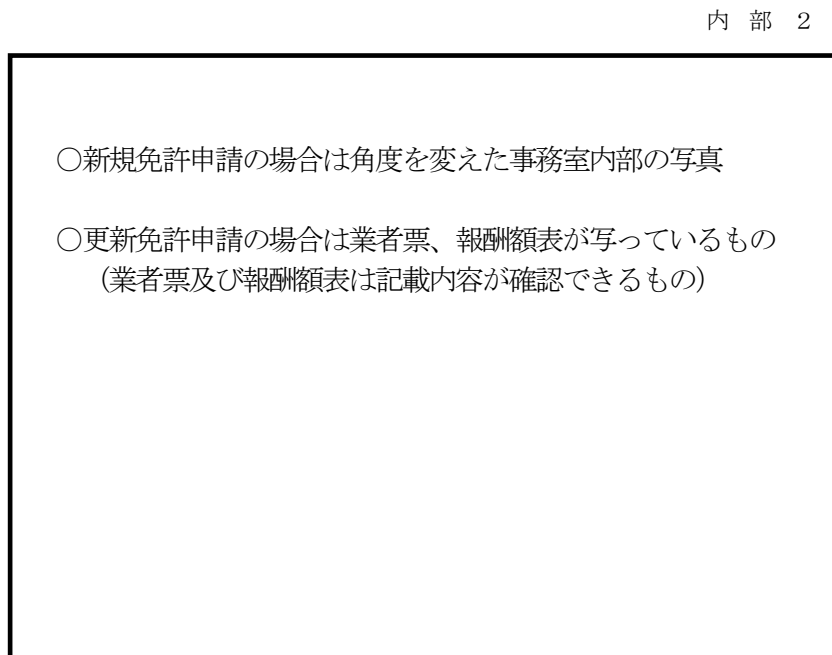 内 部 ２
○新規免許申請の場合は角度を変えた事務室内部の写真
○更新免許申請の場合は業者票、報酬額表が写っているもの
（業者票及び報酬額表は記載内容が確認できるもの）